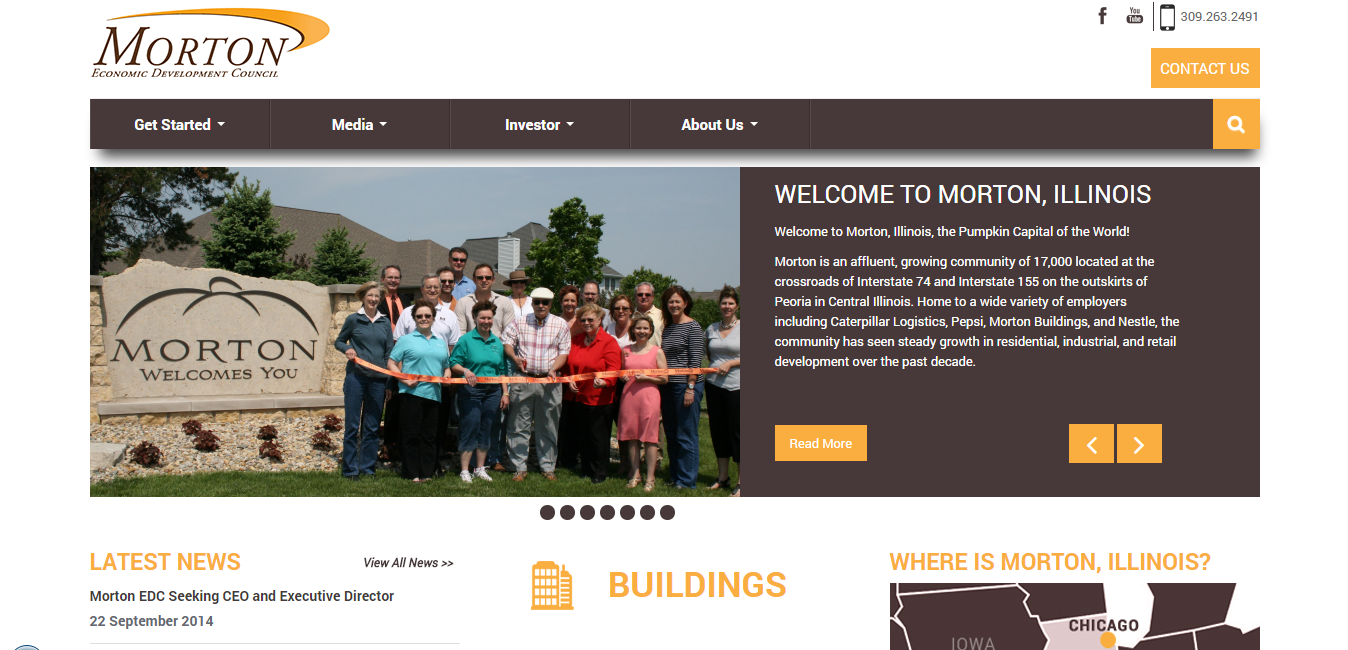 MORTON
ECONOMIC DEVELOPMENT COUNCIL
f
You
Tube
309.263.2491
CONTACT US
Get Started
Media
Investor
About Us
MORTON
WELCOMES YOU
WELCOME TO MORTON, ILLINOIS
Welcome to Morton, Illinois, the Pumpkin Capital of the World!
Morton is an affluent, growing community of 17,000 located at the
crossroads of Interstate 74 and Interstate 155 on the outskirts of
Peoria in Central Illinois. Home to a wide variety of employers
including Caterpillar Logistics, Pepsi, Morton Buildings, and Nestle, the
community has seen steady growth in residential, industrial, and retail
development over the past decade.
Read More
LATEST NEWS
View All News >>
Morton EDC Seeking CEO and Executive Director
22 September 2014
BUILDINGS
WHERE IS MORTON, ILLINOIS?
CHICAGO
IOWA